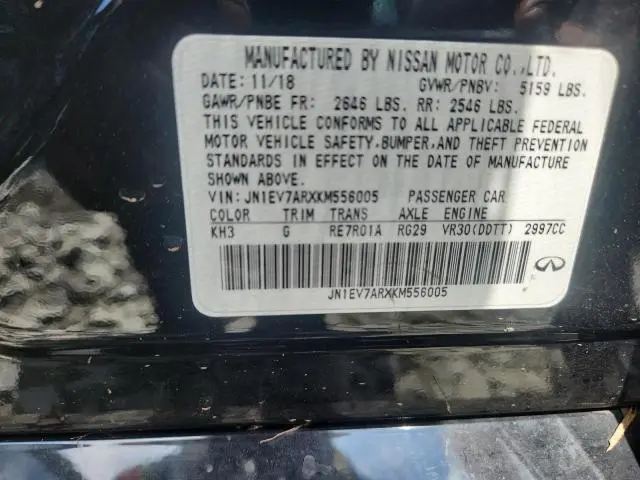 MANUFACTURED BY NISSAN MOTOR CO.,LTD.
DATE: 11/18 GVWR/PNBV: 5159 LBS.
GAWR/PNBE FR: 2646 LBS. RR: 2546 LBS.
THIS VEHICLE CONFORMS TO ALL APPLICABLE FEDERAL
MOTOR VEHICLE SAFETY,BUMPER,AND THEFT PREVENTION
STANDARDS IN EFFECT ON THE DATE OF MANUFACTURE
SHOWN ABOVE.
VIN: JN1EV7ARXKM556005 PASSENGER CAR
COLOR TRIM TRANS AXLE ENGINE
KH3 G RE7R01A RG29 VR30(DDTT) 2997CC
JN1EV7ARXKM556005